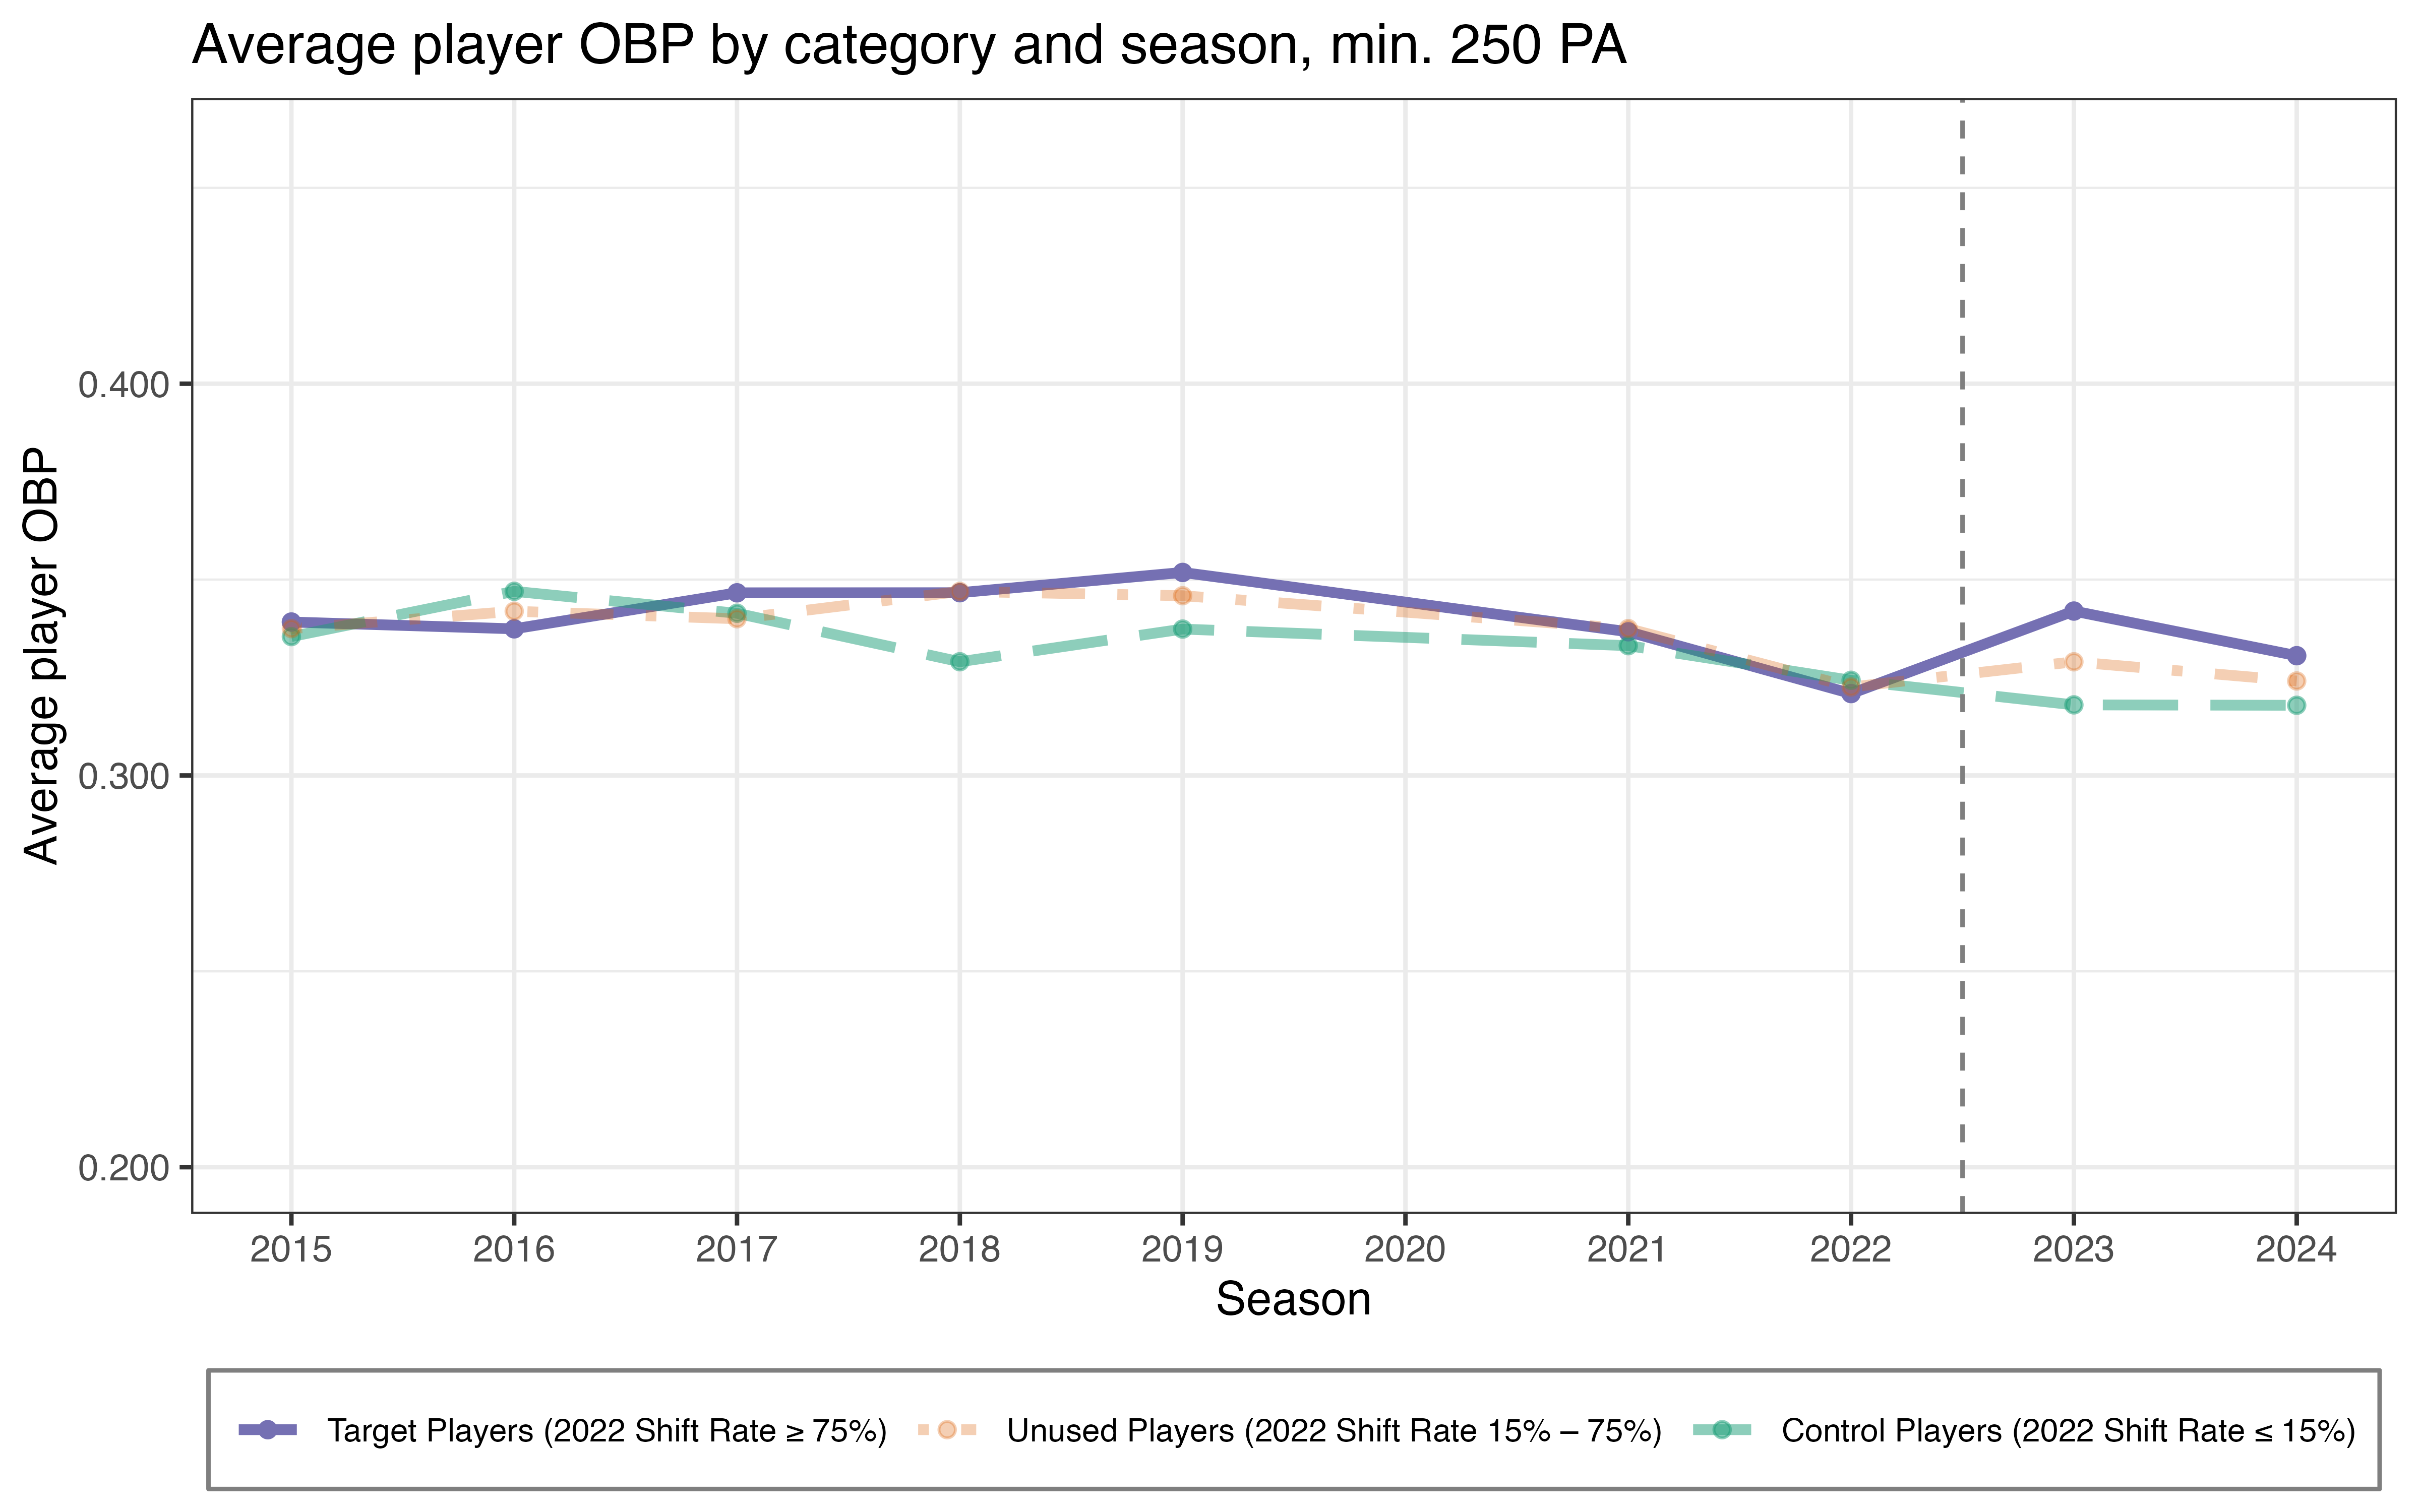 Average player OBP by category and season, min. 250 PA
Average player OBP
0.400
0.300
0.200
2015 2016 2017 2018 2019 2020 2021 2022 2023 2024
Season
Target Players (2022 Shift Rate ≥ 75%) Unused Players (2022 Shift Rate 15% – 75%) Control Players (2022 Shift Rate ≤ 15%)